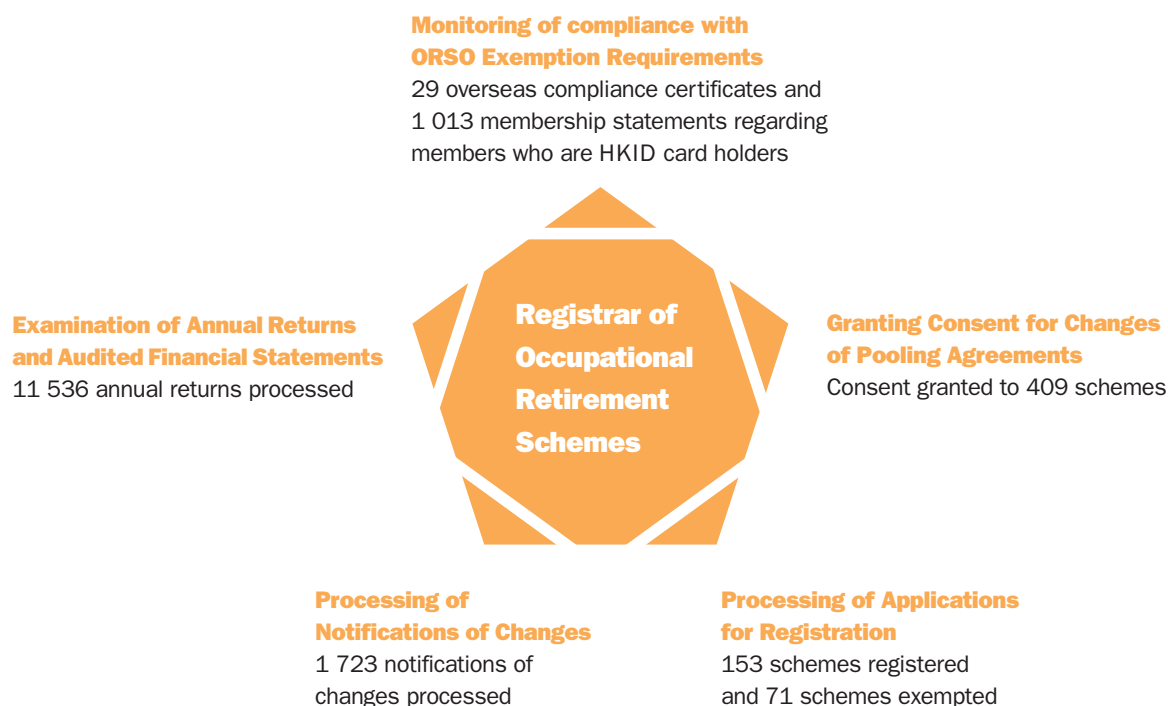 Monitoring of compliance with
ORSO Exemption Requirements
29 overseas compliance certificates and
1 013 membership statements regarding
members who are HKID card holders
Registrar of
Occupational
Retirement
Schemes
Examination of Annual Returns
and Audited Financial Statements
11 536 annual returns processed
Granting Consent for Changes
of Pooling Agreements
Consent granted to 409 schemes
Processing of
Notifications of Changes
1 723 notifications of
changes processed
Processing of Applications
for Registration
153 schemes registered
and 71 schemes exempted